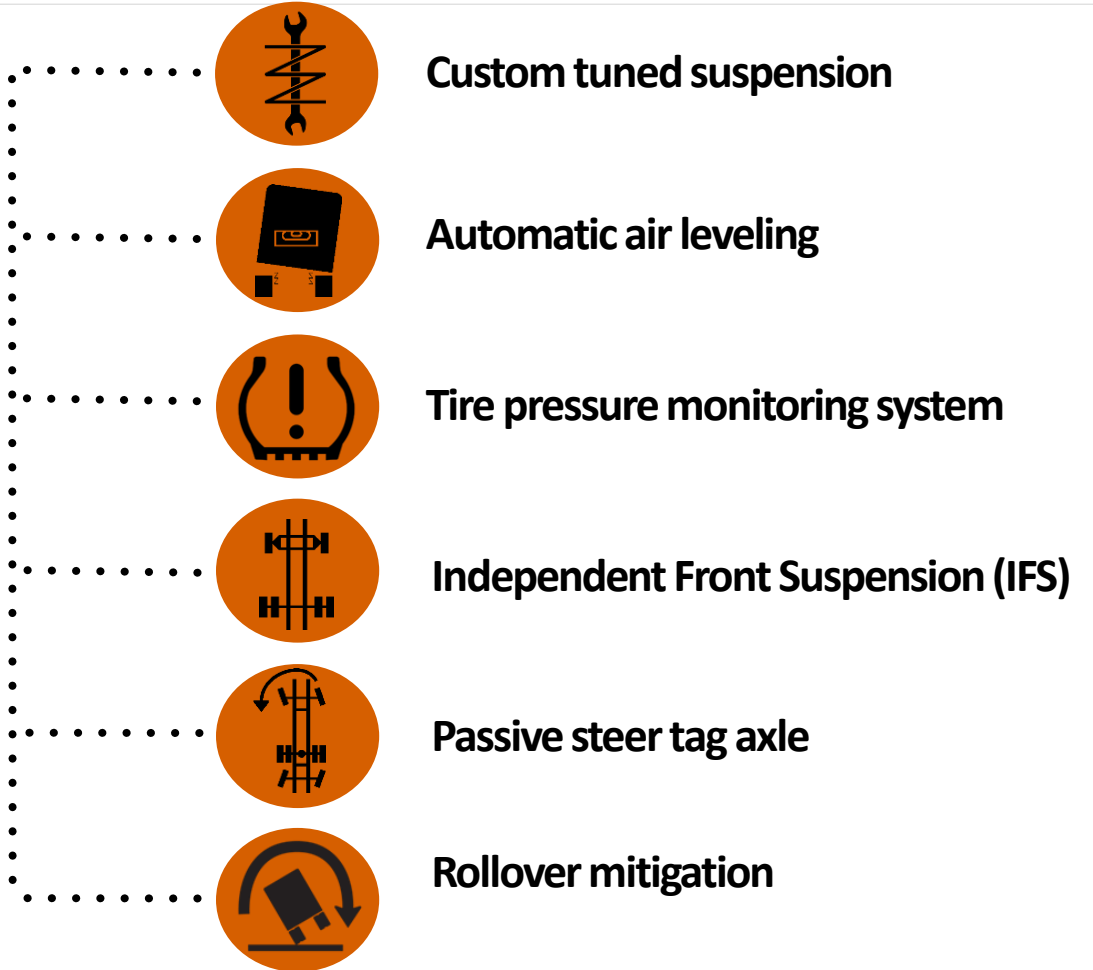 Custom tuned suspension
Automatic air leveling
Tire pressure monitoring system
Independent Front Suspension (IFS)
Passive steer tag axle
Rollover mitigation